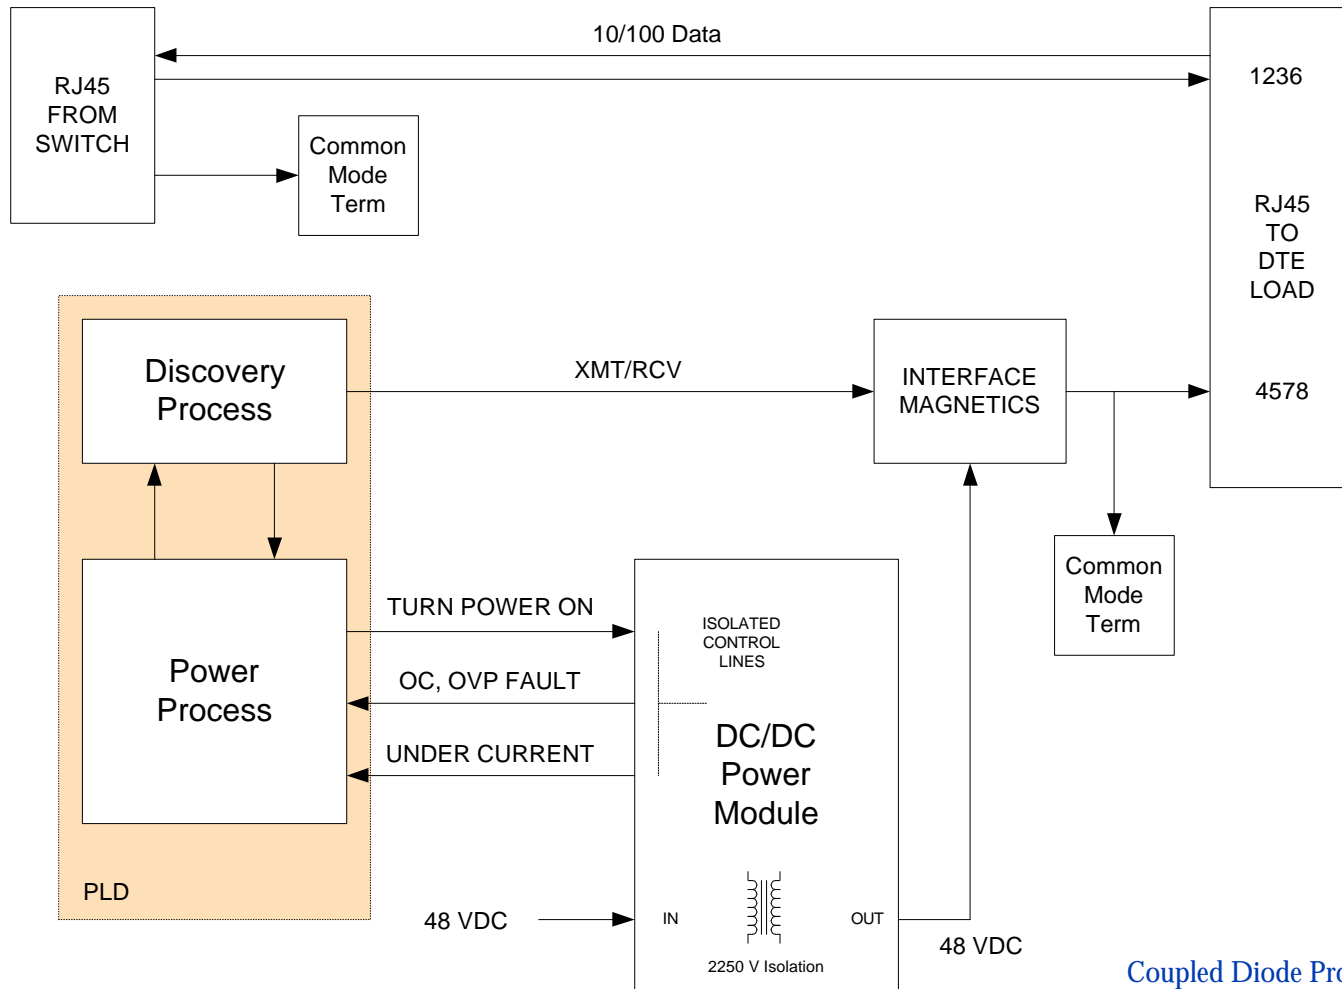 10/100 Data
RJ45
FROM
SWITCH
Common
Mode
Term
1236
RJ45
TO
DTE
LOAD
4578
Discovery
Process
XMT/RCV
INTERFACE
MAGNETICS
Common
Mode
Term
Power
Process
TURN POWER ON
OC, OVP FAULT
UNDER CURRENT
ISOLATED
CONTROL
LINES
DC/DC
Power
Module
PLD
48 VDC
IN
OUT
48 VDC
2250 V Isolation
Coupled Diode